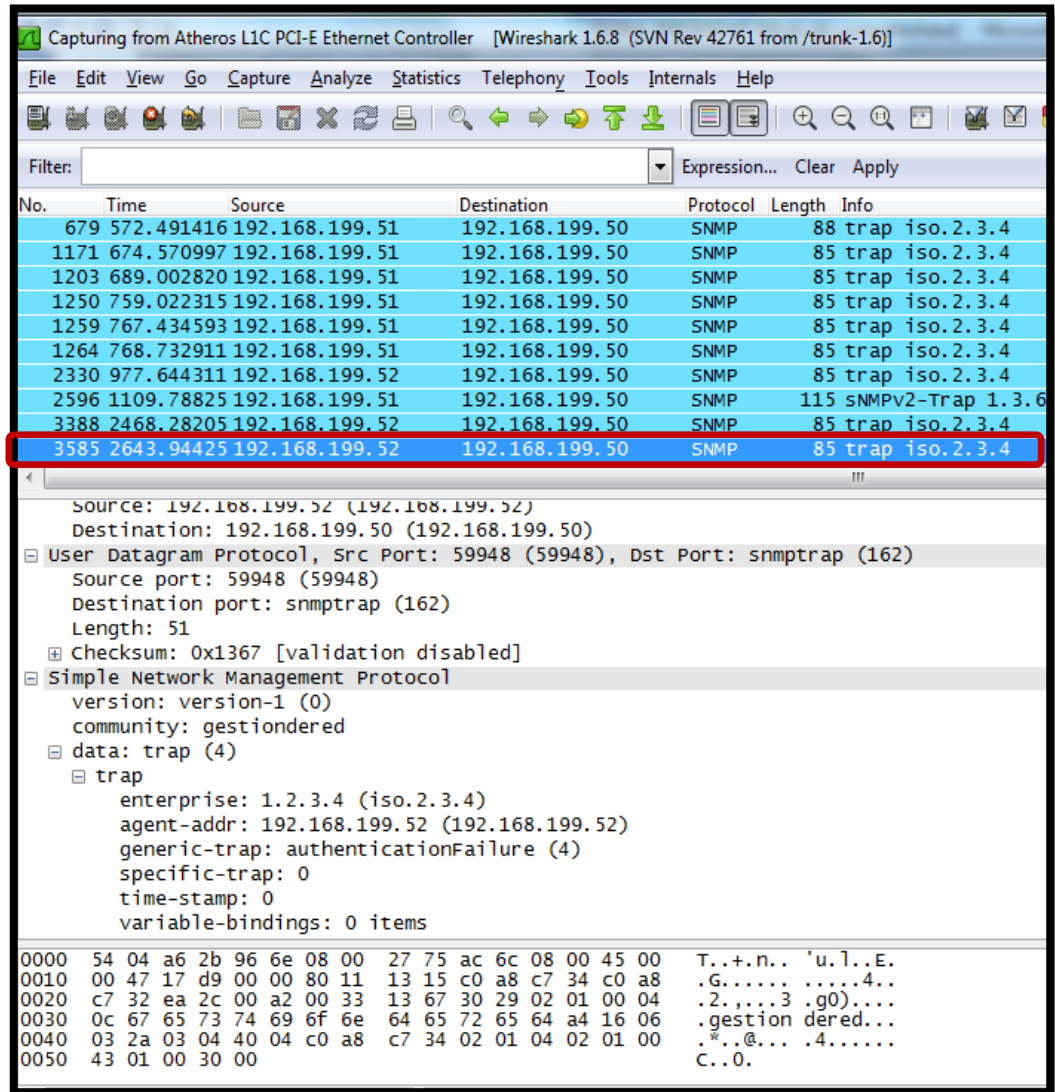 Capturing from Atheros L1C PCI-E Ethernet Controller [Wireshark 1.6.8 (SVN Rev 42761 from /trunk-1.6)]
File Edit View Go Capture Analyze Statistics Telephony Tools Internals Help
Filter: Expression... Clear Apply
No. Time Source Destination Protocol Length Info
679 572.491416 192.168.199.51 192.168.199.50 SNMP 88 trap iso.2.3.4
1171 674.570997 192.168.199.51 192.168.199.50 SNMP 85 trap iso.2.3.4
1203 689.002820 192.168.199.51 192.168.199.50 SNMP 85 trap iso.2.3.4
1250 759.022315 192.168.199.51 192.168.199.50 SNMP 85 trap iso.2.3.4
1259 767.434593 192.168.199.51 192.168.199.50 SNMP 85 trap iso.2.3.4
1264 768.732911 192.168.199.51 192.168.199.50 SNMP 85 trap iso.2.3.4
2330 977.644311 192.168.199.52 192.168.199.50 SNMP 85 trap iso.2.3.4
2596 1109.78825 192.168.199.51 192.168.199.50 SNMP 115 sNMPv2-Trap 1.3.6
3388 2468.28205 192.168.199.52 192.168.199.50 SNMP 85 trap iso.2.3.4
3585 2643.94425 192.168.199.52 192.168.199.50 SNMP 85 trap iso.2.3.4
Source: 192.168.199.52 (192.168.199.52)
Destination: 192.168.199.50 (192.168.199.50)
User Datagram Protocol, Src Port: 59948 (59948), Dst Port: snmptrap (162)
Source port: 59948 (59948)
Destination port: snmptrap (162)
Length: 51
Checksum: 0x1367 [validation disabled]
Simple Network Management Protocol
version: version-1 (0)
community: gestiondered
data: trap (4)
trap
enterprise: 1.2.3.4 (iso.2.3.4)
agent-addr: 192.168.199.52 (192.168.199.52)
generic-trap: authenticationFailure (4)
specific-trap: 0
time-stamp: 0
variable-bindings: 0 items
0000 54 04 a6 2b 96 6e 08 00 27 75 ac 6c 08 00 45 00 T..+.n.. 'u.l..E.
0010 00 47 17 d9 00 00 80 11 13 15 c0 a8 c7 34 c0 a8 .G...... .....4..
0020 c7 32 ea 2c 00 a2 00 33 13 67 30 29 02 01 00 04 .2.,...3 .g0)....
0030 0c 67 65 73 74 69 6f 6e 64 65 72 65 64 a4 16 06 .gestion dered...
0040 03 2a 03 04 40 04 c0 a8 c7 34 02 01 04 02 01 00 .*..@... .4......
0050 43 01 00 30 00 C..0.